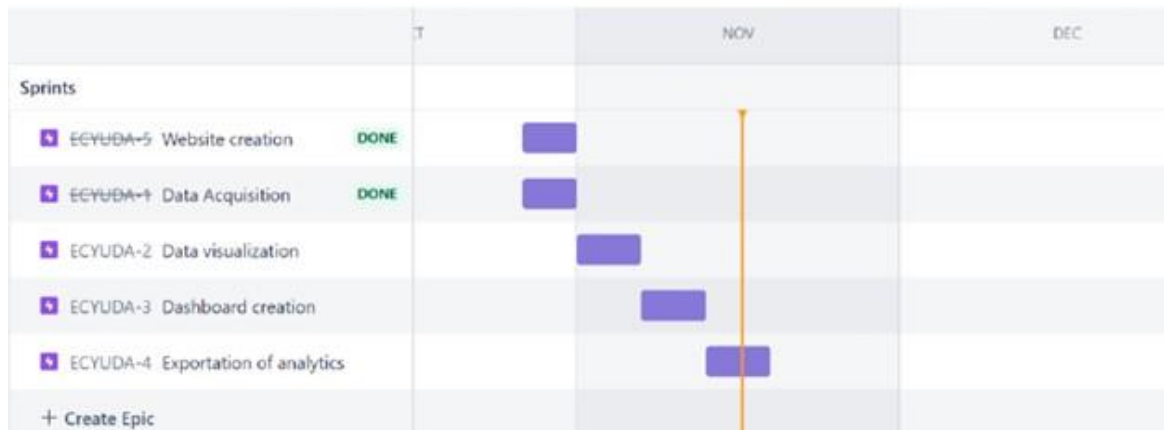 T NOV DEC
Sprints
ECYUDA-5 Website creation DONE
ECYUDA-1 Data Acquisition DONE
ECYUDA-2 Data visualization
ECYUDA-3 Dashboard creation
ECYUDA-4 Exportation of analytics
+ Create Epic